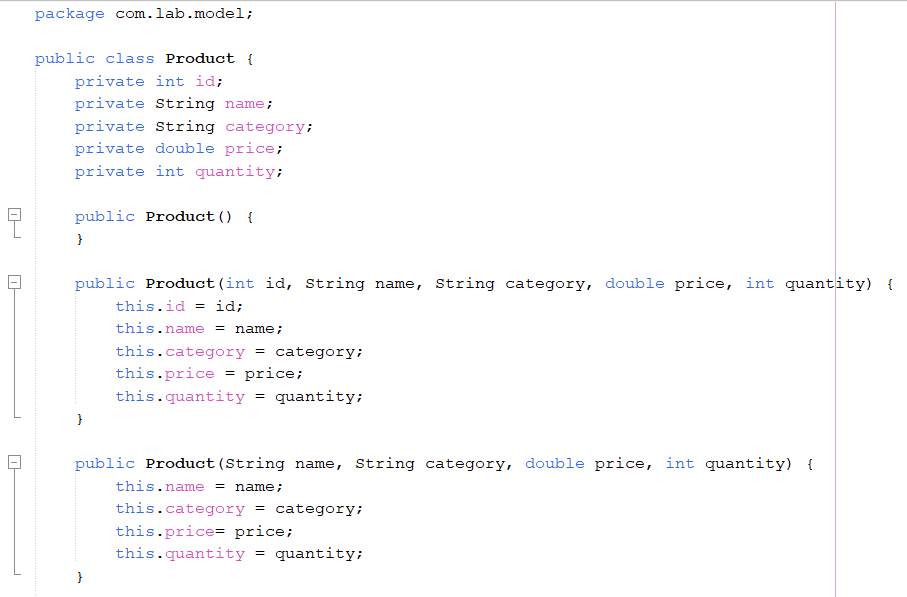 package com.lab.model;

public class Product {
    private int id;
    private String name;
    private String category;
    private double price;
    private int quantity;

    public Product() {
    }

    public Product(int id, String name, String category, double price, int quantity) {
        this.id = id;
        this.name = name;
        this.category = category;
        this.price = price;
        this.quantity = quantity;
    }

    public Product(String name, String category, double price, int quantity) {
        this.name = name;
        this.category = category;
        this.price= price;
        this.quantity = quantity;
    }